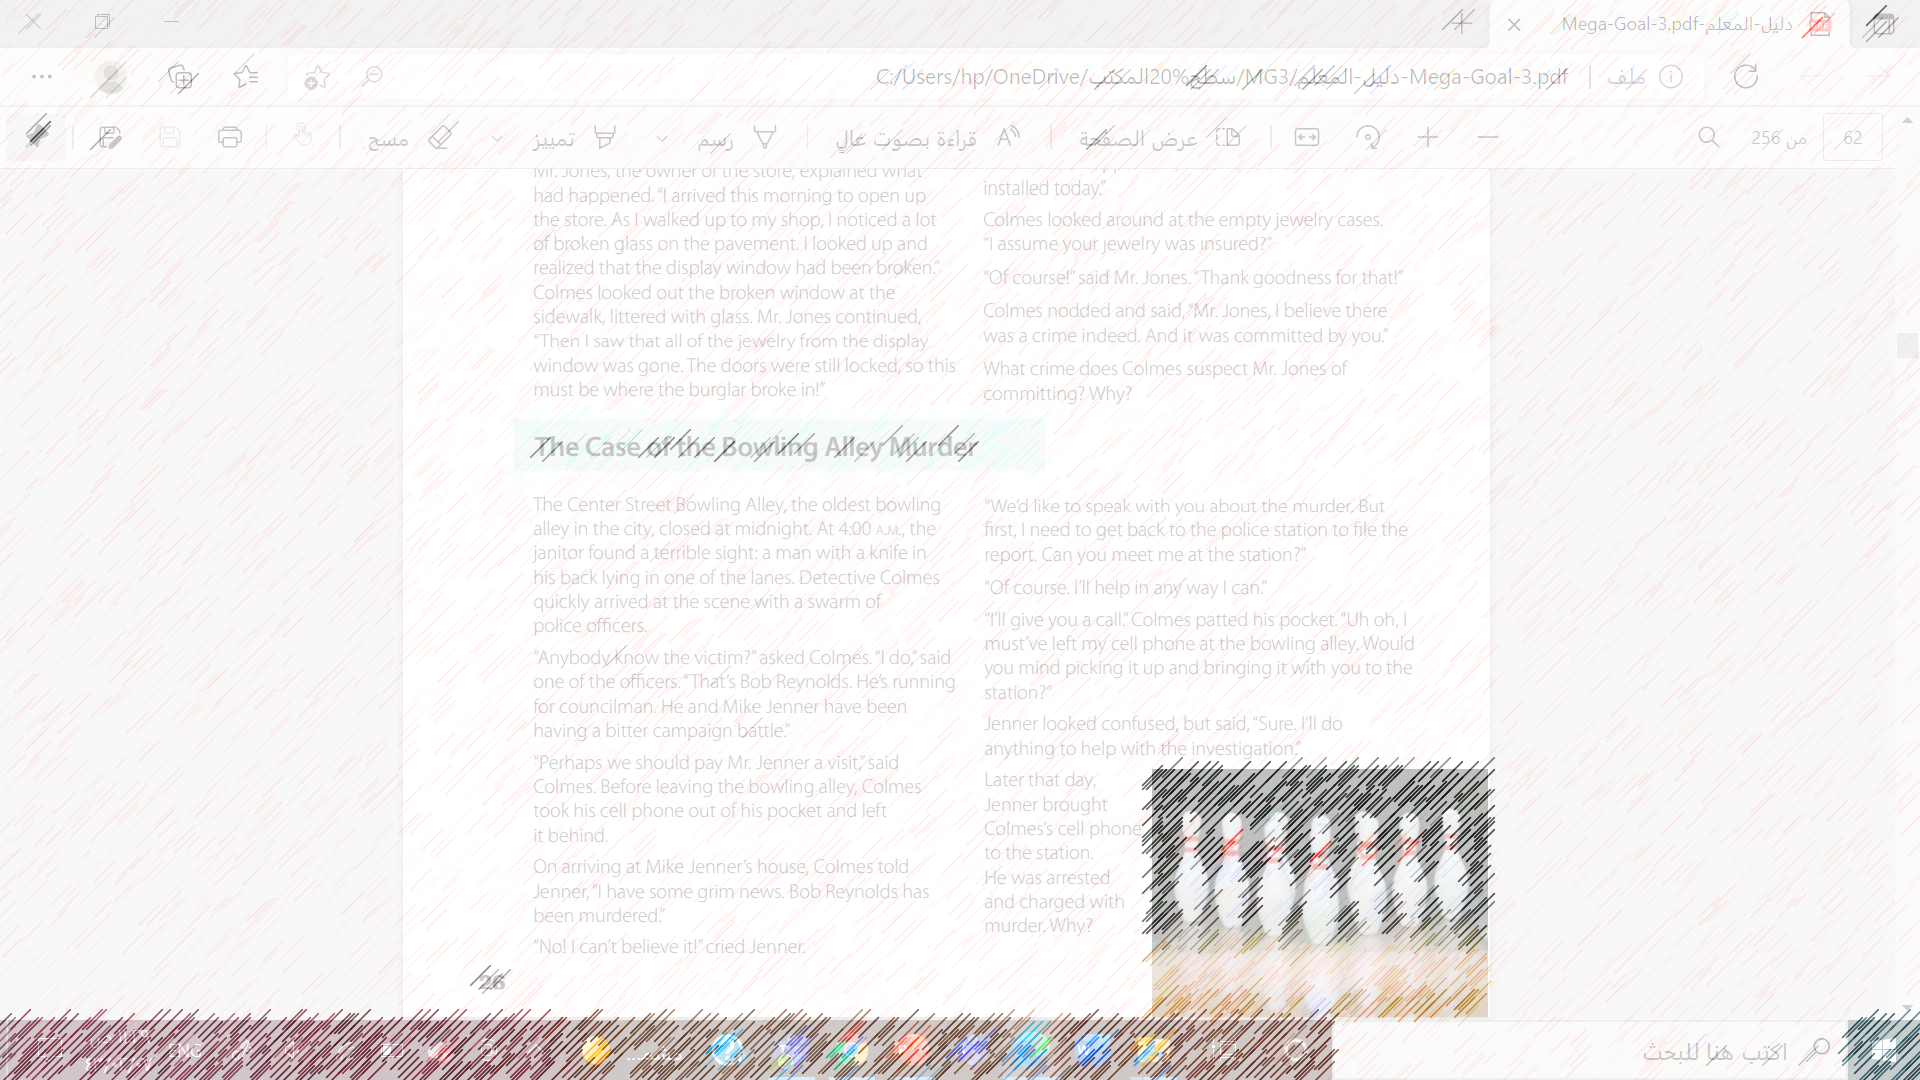 دليل-المعلم-Mega-Goal-3.pdf
ملف | C:/Users/hp/OneDrive/سطح%20المكتب/MG3/دليل-المعلم-Mega-Goal-3.pdf
62 من 256
عرض الصفحة
قراءة بصوت عالٍ
رسم
تمييز
مسح
Mr. Jones, the owner of the store, explained what
had happened. “I arrived this morning to open up
the store. As I walked up to my shop, I noticed a lot
of broken glass on the pavement. I looked up and
realized that the display window had been broken.”
Colmes looked out the broken window at the
sidewalk, littered with glass. Mr. Jones continued,
“Then I saw that all of the jewelry from the display
window was gone. The doors were still locked, so this
must be where the burglar broke in!”
installed today.”
Colmes looked around at the empty jewelry cases.
“I assume your jewelry was insured?”
“Of course!” said Mr. Jones. “Thank goodness for that!”
Colmes nodded and said, “Mr. Jones, I believe there
was a crime indeed. And it was committed by you.”
What crime does Colmes suspect Mr. Jones of
committing? Why?
The Case of the Bowling Alley Murder
The Center Street Bowling Alley, the oldest bowling
alley in the city, closed at midnight. At 4:00 A.M., the
janitor found a terrible sight: a man with a knife in
his back lying in one of the lanes. Detective Colmes
quickly arrived at the scene with a swarm of
police officers.
“Anybody know the victim?” asked Colmes. “I do,” said
one of the officers. “That’s Bob Reynolds. He’s running
for councilman. He and Mike Jenner have been
having a bitter campaign battle.”
“Perhaps we should pay Mr. Jenner a visit,” said
Colmes. Before leaving the bowling alley, Colmes
took his cell phone out of his pocket and left
it behind.
On arriving at Mike Jenner’s house, Colmes told
Jenner, “I have some grim news. Bob Reynolds has
been murdered.”
“No! I can’t believe it!” cried Jenner.
“We’d like to speak with you about the murder. But
first, I need to get back to the police station to file the
report. Can you meet me at the station?”
“Of course. I’ll help in any way I can.”
“I’ll give you a call.” Colmes patted his pocket. “Uh oh, I
must’ve left my cell phone at the bowling alley. Would
you mind picking it up and bringing it with you to the
station?”
Jenner looked confused, but said, “Sure. I’ll do
anything to help with the investigation.”
Later that day,
Jenner brought
Colmes’s cell phone
to the station.
He was arrested
and charged with
murder. Why?
26
اكتب هنا للبحث
ENG